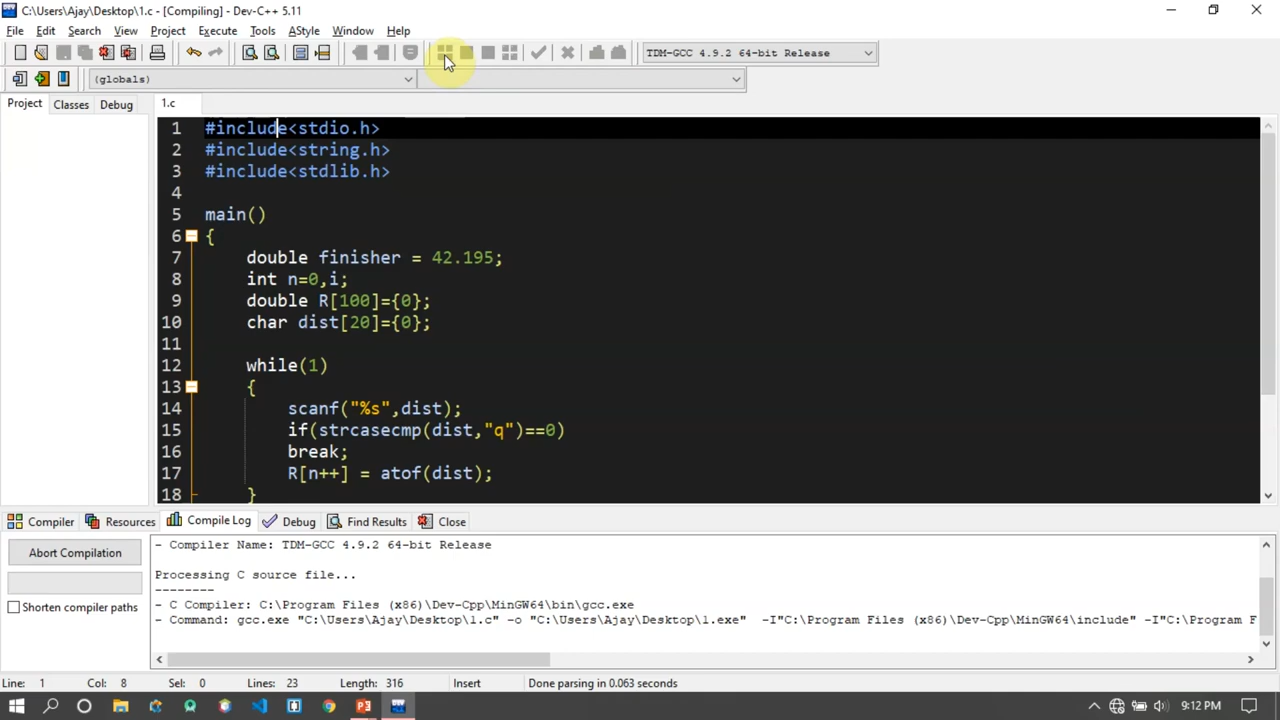 C:\Users\Ajay\Desktop\1.c - [Compiling] - Dev-C++ 5.11
File Edit Search View Project Execute Tools AStyle Window Help
TDM-GCC 4.9.2 64-bit Release
(globals)
Project Classes Debug 1.c
1 #include<stdio.h>
2 #include<string.h>
3 #include<stdlib.h>
4
5 main()
6 {
7 double finisher = 42.195;
8 int n=0,i;
9 double R[100]={0};
10 char dist[20]={0};
11
12 while(1)
13 {
14 scanf("%s",dist);
15 if(strcasecmp(dist,"q")==0)
16 break;
17 R[n++] = atof(dist);
18 }
Compiler Resources Compile Log Debug Find Results Close
Abort Compilation
Shorten compiler paths
- Compiler Name: TDM-GCC 4.9.2 64-bit Release
Processing C source file...
--------
- C Compiler: C:\Program Files (x86)\Dev-Cpp\MinGW64\bin\gcc.exe
- Command: gcc.exe "C:\Users\Ajay\Desktop\1.c" -o "C:\Users\Ajay\Desktop\1.exe" -I"C:\Program Files (x86)\Dev-Cpp\MinGW64\include" -I"C:\Program F
Line: 1 Col: 8 Sel: 0 Lines: 23 Length: 316 Insert Done parsing in 0.063 seconds
9:12 PM